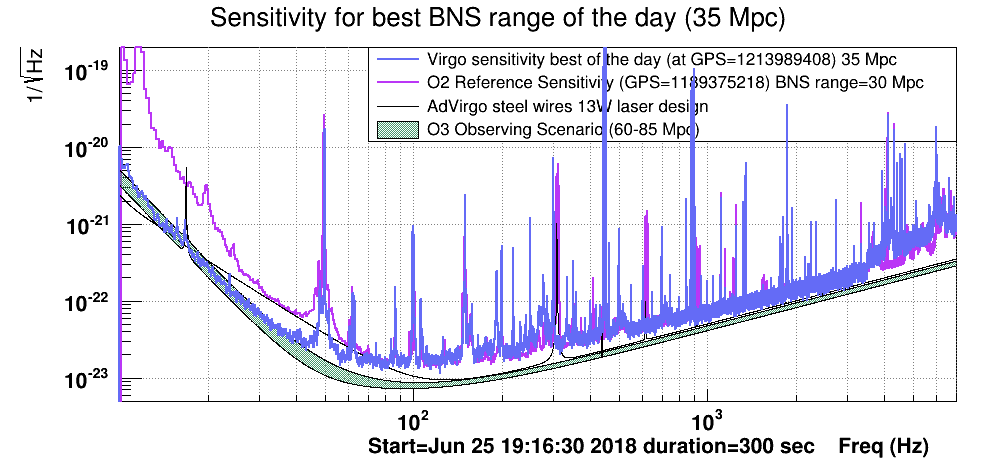 Sensitivity for best BNS range of the day (35 Mpc)
1/√Hz
Virgo sensitivity best of the day (at GPS=1213989408) 35 Mpc
O2 Reference Sensitivity (GPS=1189375218) BNS range=30 Mpc
AdVirgo steel wires 13W laser design
O3 Observing Scenario (60-85 Mpc)
10⁻¹⁹
10⁻²⁰
10⁻²¹
10⁻²²
10⁻²³
10² 10³
Start=Jun 25 19:16:30 2018 duration=300 sec Freq (Hz)